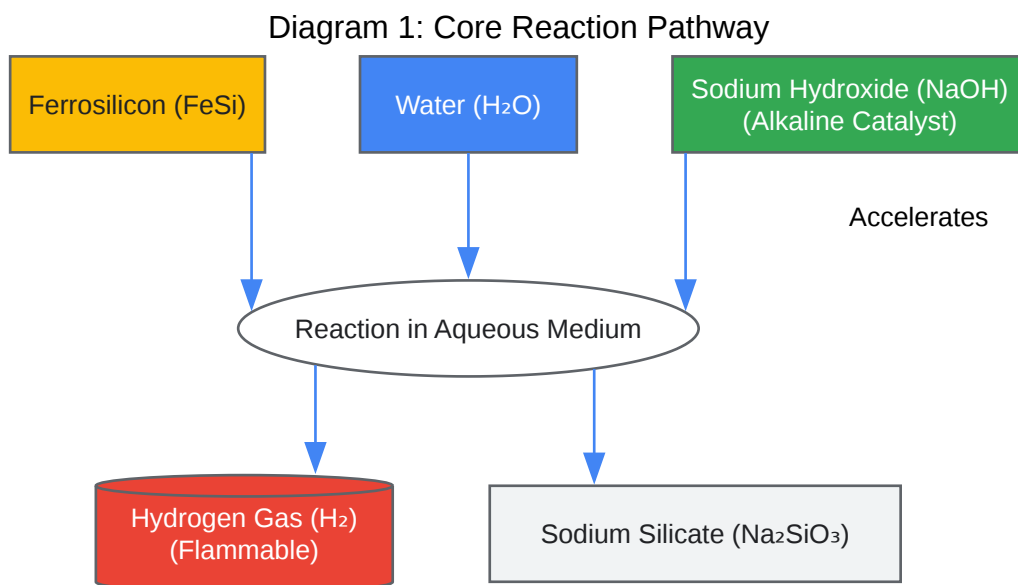 Diagram 1: Core Reaction Pathway
Ferrosilicon (FeSi)
Water (H₂O)
Sodium Hydroxide (NaOH)
(Alkaline Catalyst)
Accelerates
Reaction in Aqueous Medium
Hydrogen Gas (H₂)
(Flammable)
Sodium Silicate (Na₂SiO₃)